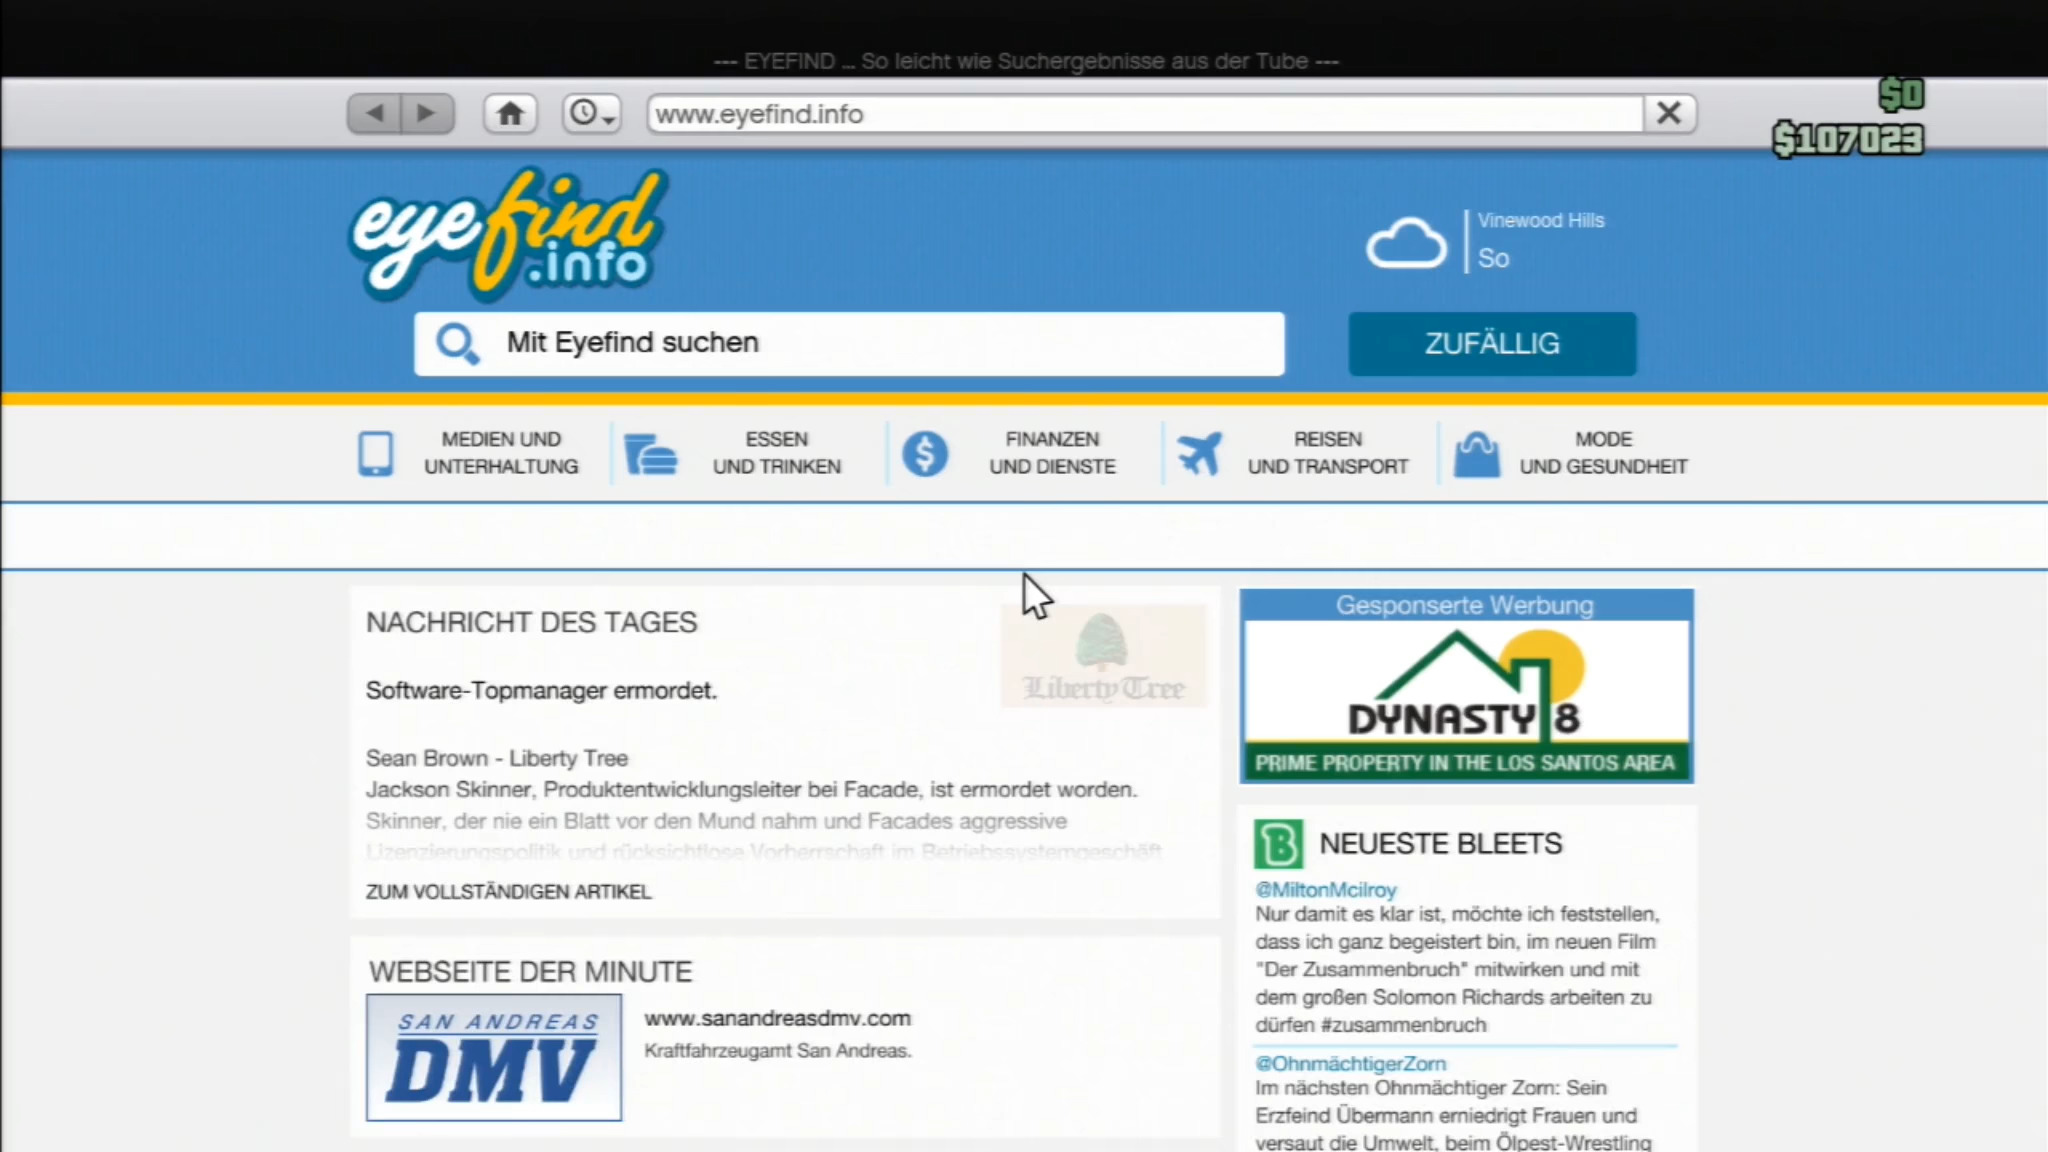 --- EYEFIND ... So leicht wie Suchergebnisse aus der Tube ---
www.eyefind.info
$0
$107023
eyefind
.info
Vinewood Hills
So
Mit Eyefind suchen
ZUFÄLLIG
MEDIEN UND
UNTERHALTUNG
ESSEN
UND TRINKEN
FINANZEN
UND DIENSTE
REISEN
UND TRANSPORT
MODE
UND GESUNDHEIT
NACHRICHT DES TAGES
Liberty Tree
Software-Topmanager ermordet.
Sean Brown - Liberty Tree
Jackson Skinner, Produktentwicklungsleiter bei Facade, ist ermordet worden.
Skinner, der nie ein Blatt vor den Mund nahm und Facades aggressive
Lizenzierungspolitik und rücksichtlose Vorherrschaft im Betriebssystemgeschäft
ZUM VOLLSTÄNDIGEN ARTIKEL
WEBSEITE DER MINUTE
SAN ANDREAS
DMV
www.sanandreasdmv.com
Kraftfahrzeugamt San Andreas.
Gesponserte Werbung
DYNASTY 8
PRIME PROPERTY IN THE LOS SANTOS AREA
B
NEUESTE BLEETS
@MiltonMcilroy
Nur damit es klar ist, möchte ich feststellen,
dass ich ganz begeistert bin, im neuen Film
"Der Zusammenbruch" mitwirken und mit
dem großen Solomon Richards arbeiten zu
dürfen #zusammenbruch
@OhnmächtigerZorn
Im nächsten Ohnmächtiger Zorn: Sein
Erzfeind Übermann erniedrigt Frauen und
versaut die Umwelt, beim Ölpest-Wrestling